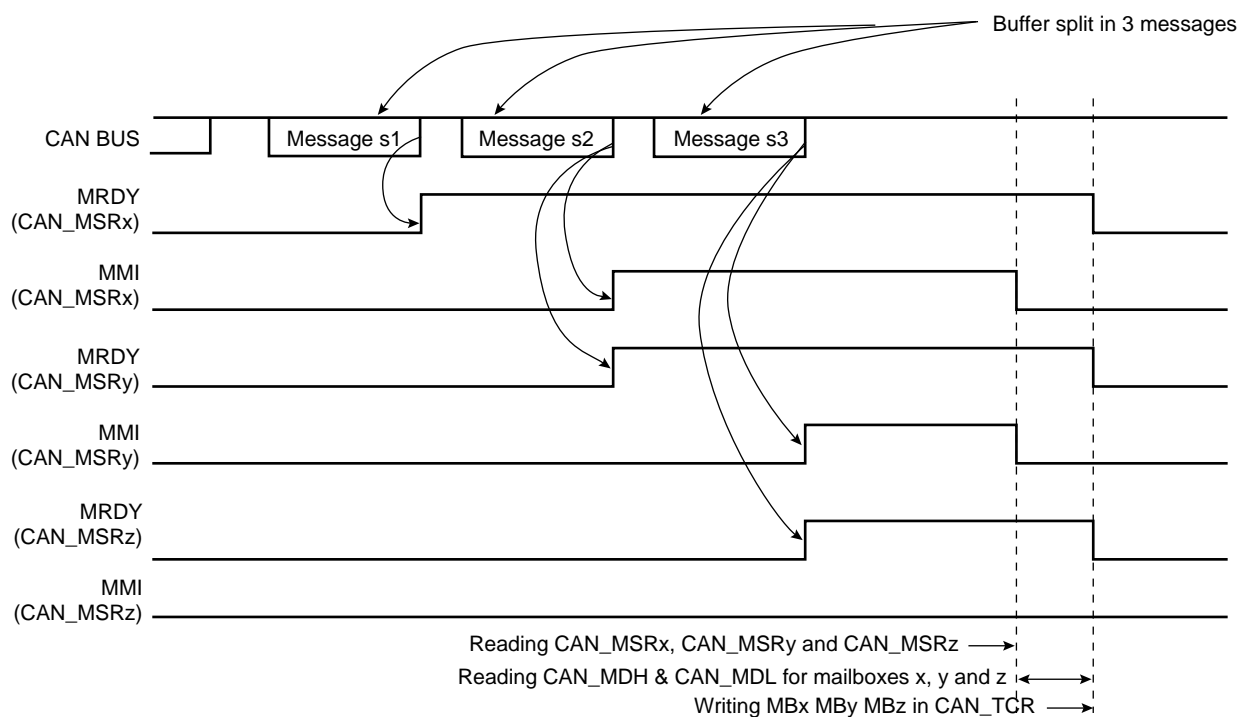 Buffer split in 3 messages
CAN BUS
Message s1
Message s2
Message s3
MRDY
(CAN_MSRx)
MMI
(CAN_MSRx)
MRDY
(CAN_MSRy)
MMI
(CAN_MSRy)
MRDY
(CAN_MSRz)
MMI
(CAN_MSRz)
Reading CAN_MSRx, CAN_MSRy and CAN_MSRz
Reading CAN_MDH & CAN_MDL for mailboxes x, y and z
Writing MBx MBy MBz in CAN_TCR